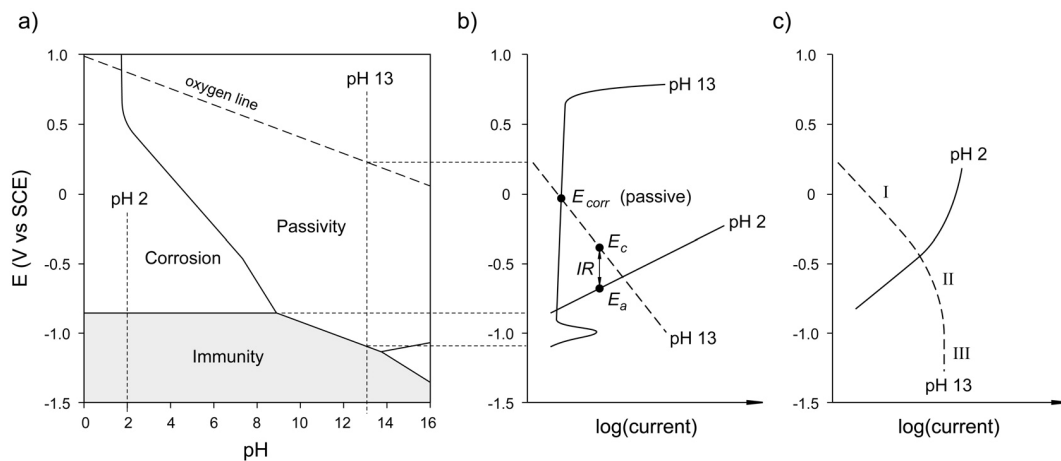 a)
E (V vs SCE)
1.0
0.5
0
-0.5
-1.0
-1.5
0
2
4
6
8
10
12
14
16
pH
oxygen line
pH 13
pH 2
Passivity
Corrosion
Immunity
b)
1.0
0.5
0
-0.5
-1.0
-1.5
pH 13
Ecorr (passive)
pH 2
Ec
IR
Ea
pH 13
log(current)
c)
1.0
0.5
0
-0.5
-1.0
-1.5
pH 2
I
II
III
pH 13
log(current)